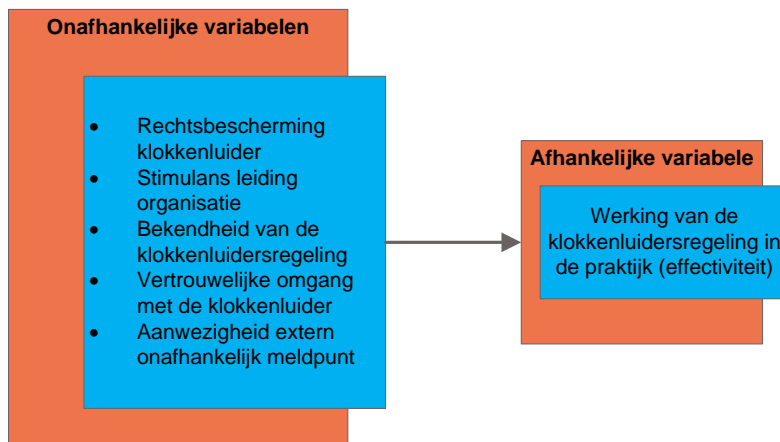 Onafhankelijke variabelen
• Rechtsbescherming
klokkenluider
• Stimulans leiding
organisatie
• Bekendheid van de
klokkenluidersregeling
• Vertrouwelijke omgang
met de klokkenluider
• Aanwezigheid extern
onafhankelijk meldpunt
Afhankelijke variabele
Werking van de
klokkenluidersregeling in
de praktijk (effectiviteit)